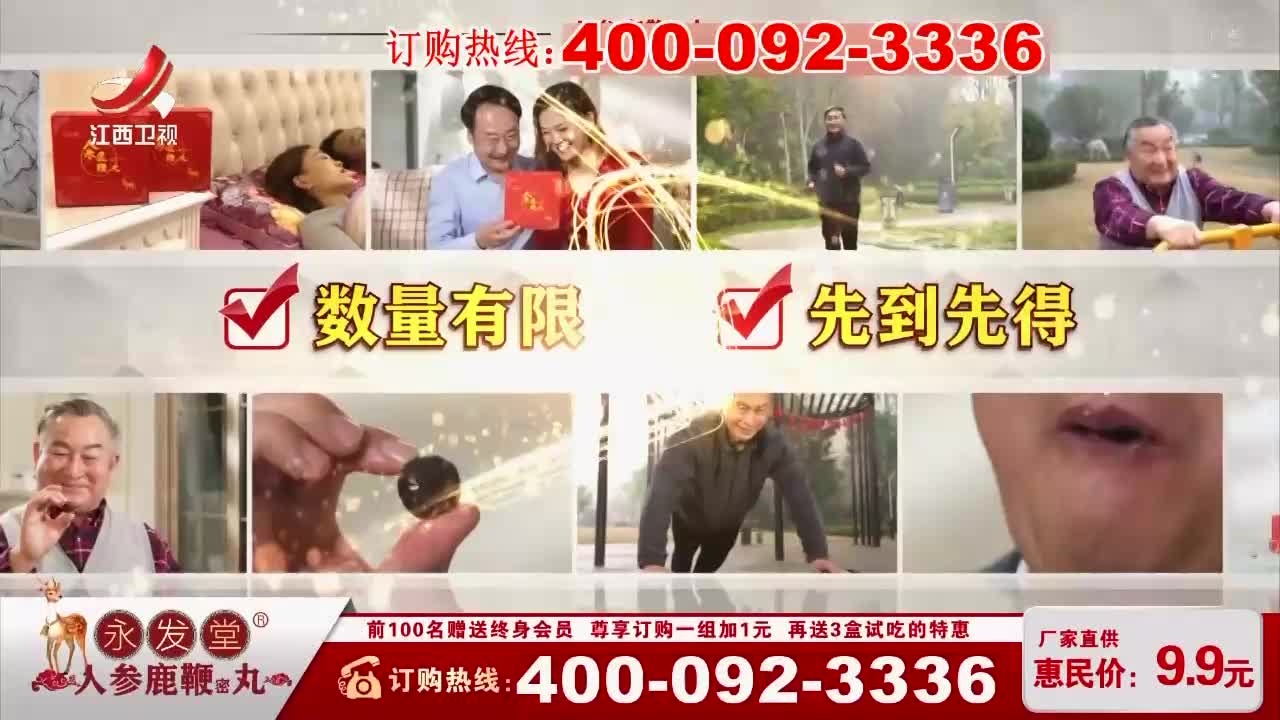 订购热线:400-092-3336
江西卫视
数量有限
先到先得
永发堂®
人参鹿鞭蜜丸
前100名赠送终身会员 尊享订购一组加1元 再送3盒试吃的特惠
订购热线:400-092-3336
厂家直供
惠民价:9.9元